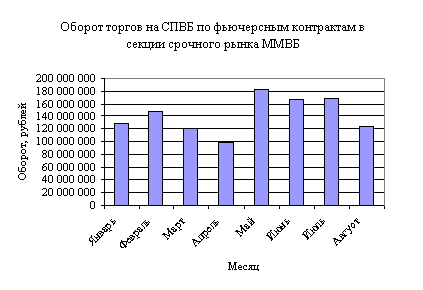 Оборот торгов на СПВБ по фьючерсным контрактам в
секции срочного рынка ММВБ
Оборот, рублей
200 000 000
180 000 000
160 000 000
140 000 000
120 000 000
100 000 000
80 000 000
60 000 000
40 000 000
20 000 000
0
Январь
Февраль
Март
Апрель
Май
Июнь
Июнь
Август
Месяц